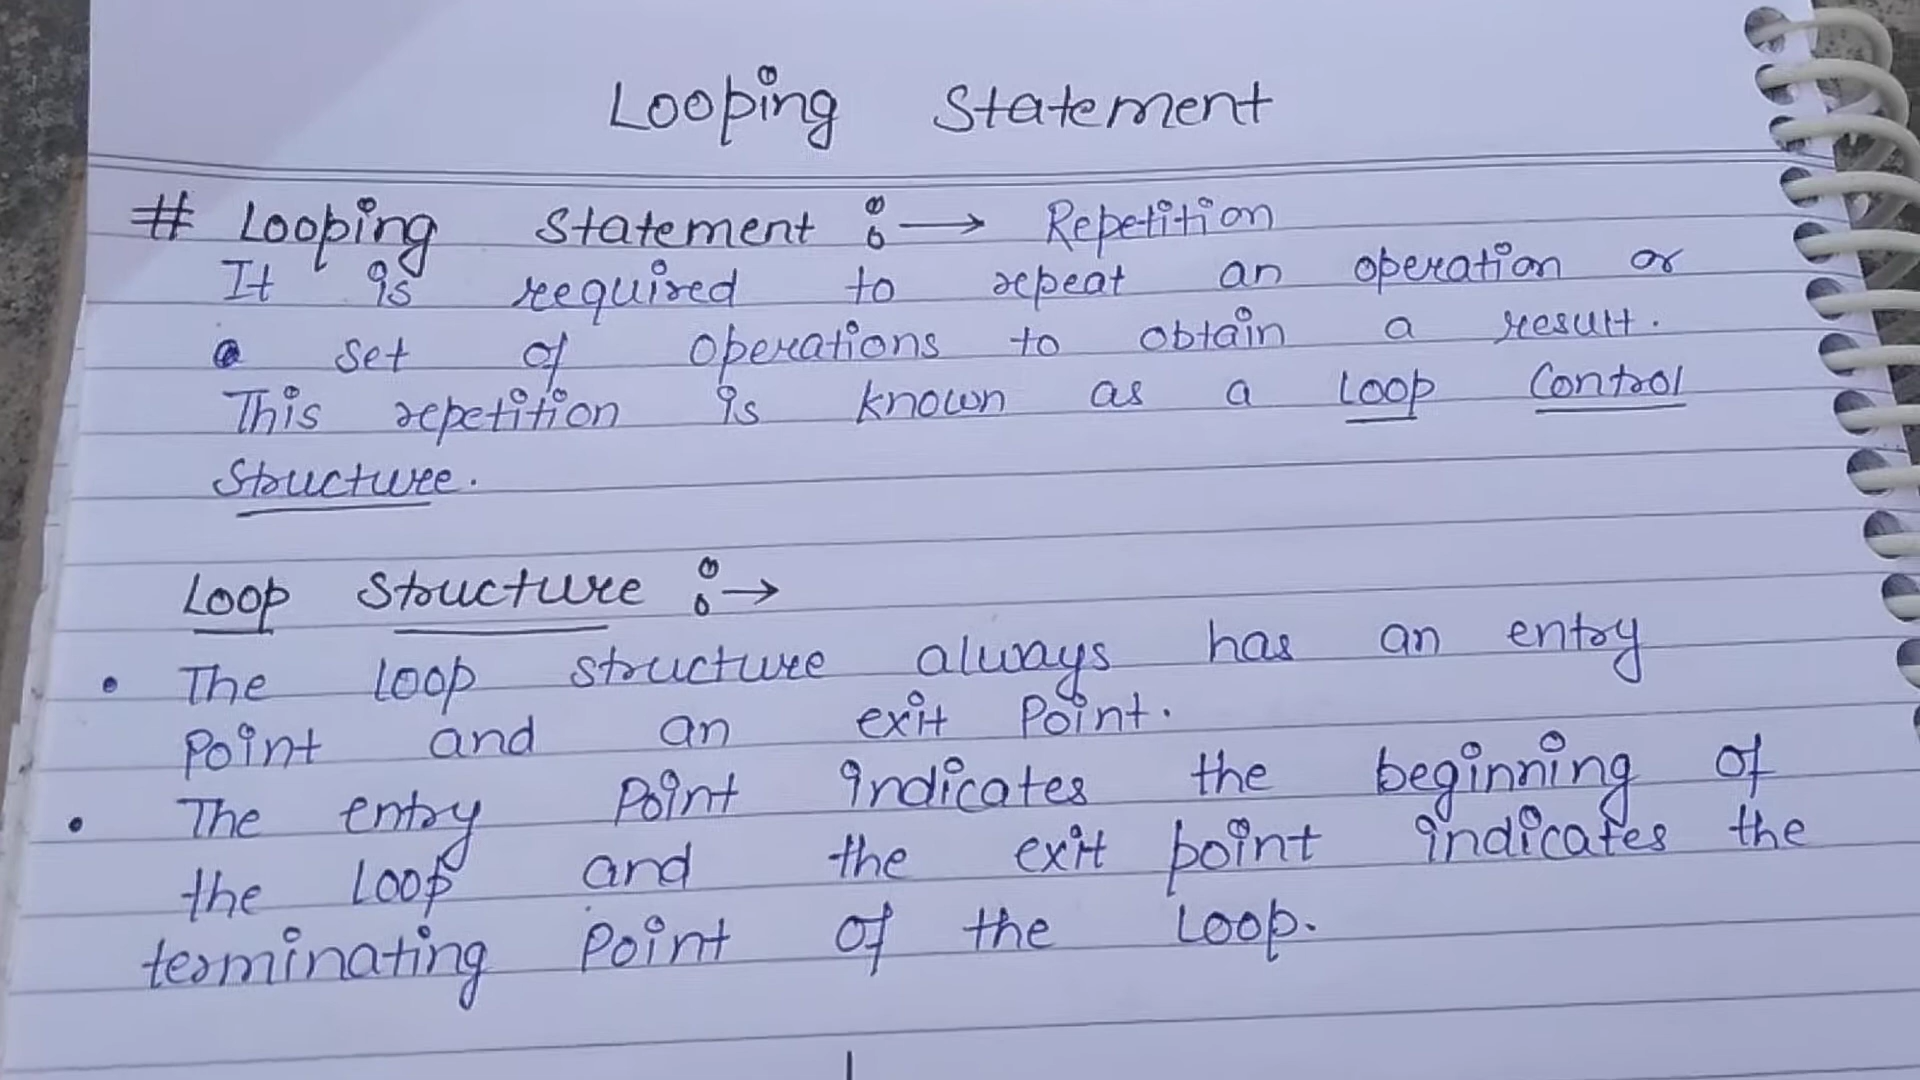 Looping Statement
# Looping Statement :→ Repetition
It is required to repeat an operation or
a set of operations to obtain a result.
This repetition is known as a Loop Control
Structure.
Loop Structure :→
• The loop structure always has an entry
Point and an exit Point.
• The entry Point indicates the beginning of
the Loop and the exit point indicates the
terminating Point of the Loop.